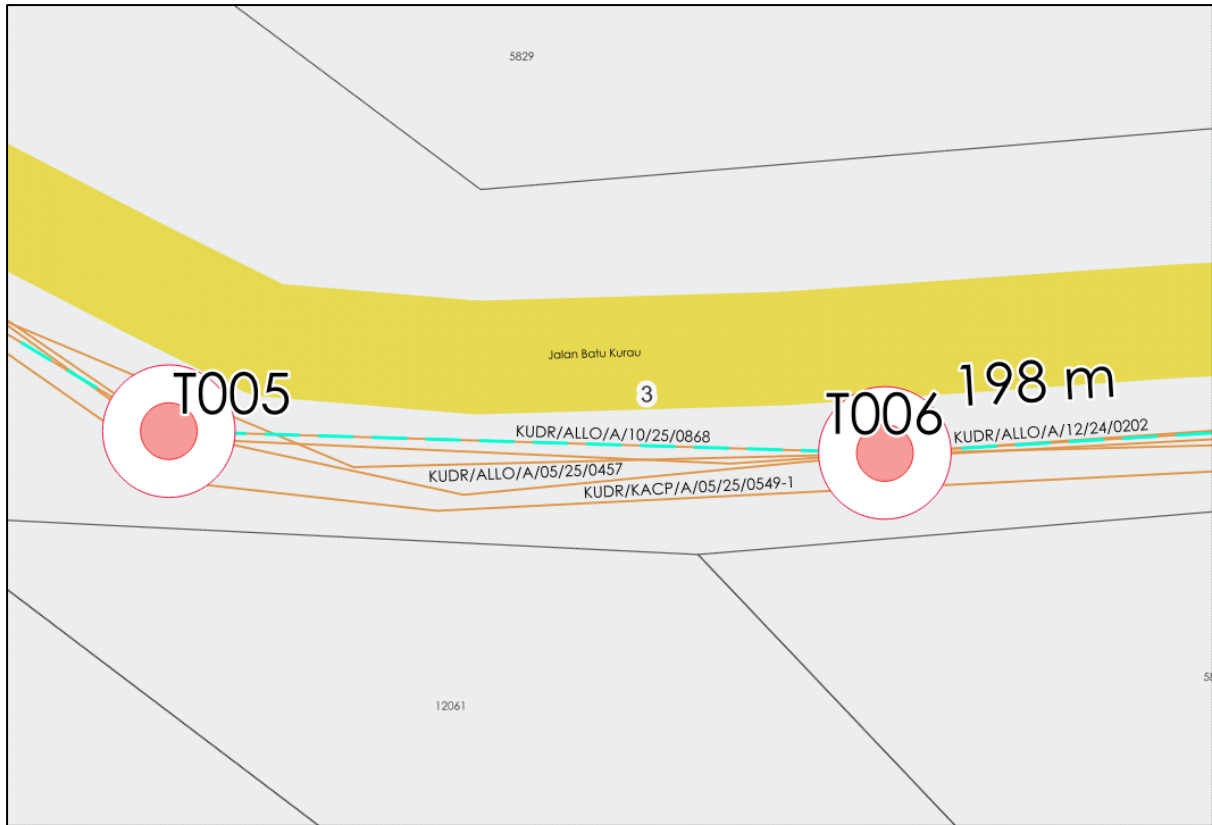 5829
Jalan Batu Kurau
3
T005
T006
198 m
KUDR/ALLO/A/10/25/0868
KUDR/ALLO/A/12/24/0202
KUDR/ALLO/A/05/25/0457
KUDR/KACP/A/05/25/0549-1
12061